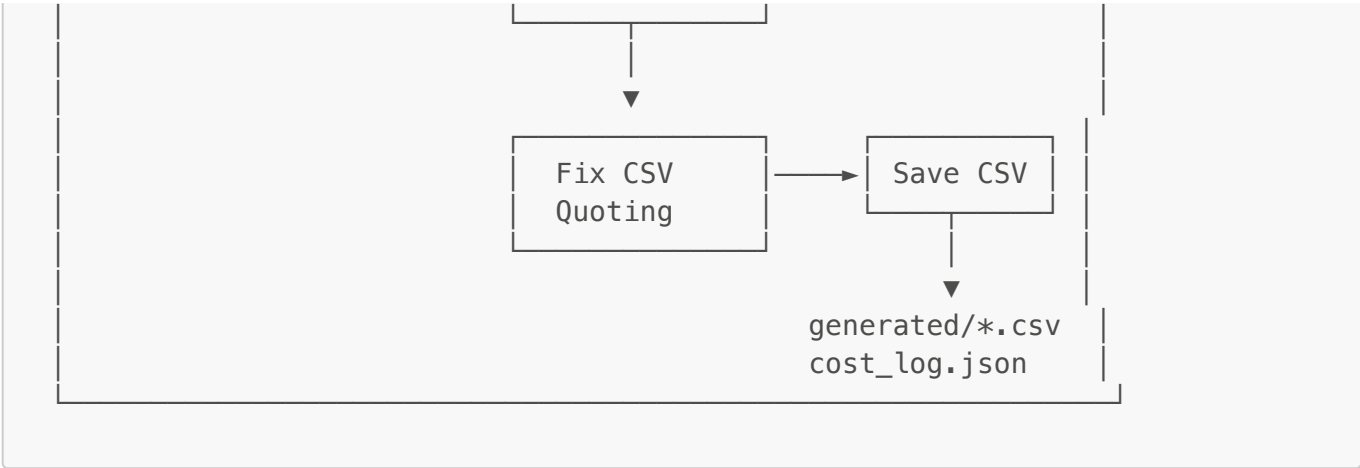 Fix CSV
Quoting
Save CSV
generated/*.csv
cost_log.json